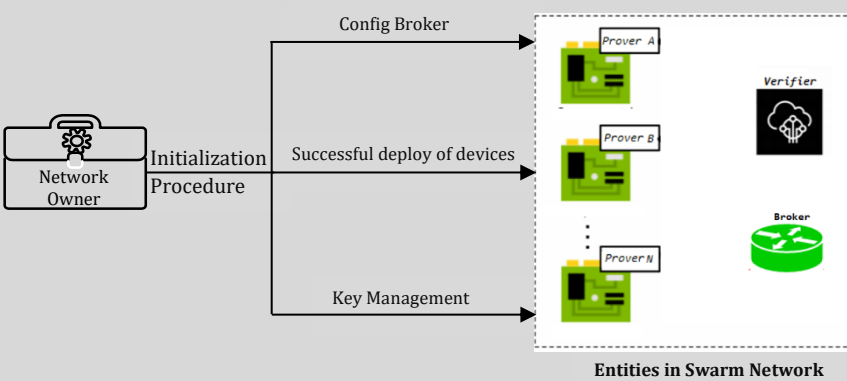 Config Broker
Prover A
Verifier
Initialization
Procedure
Successful deploy of devices
Prover B
Network
Owner
Broker
Prover N
Key Management
Entities in Swarm Network